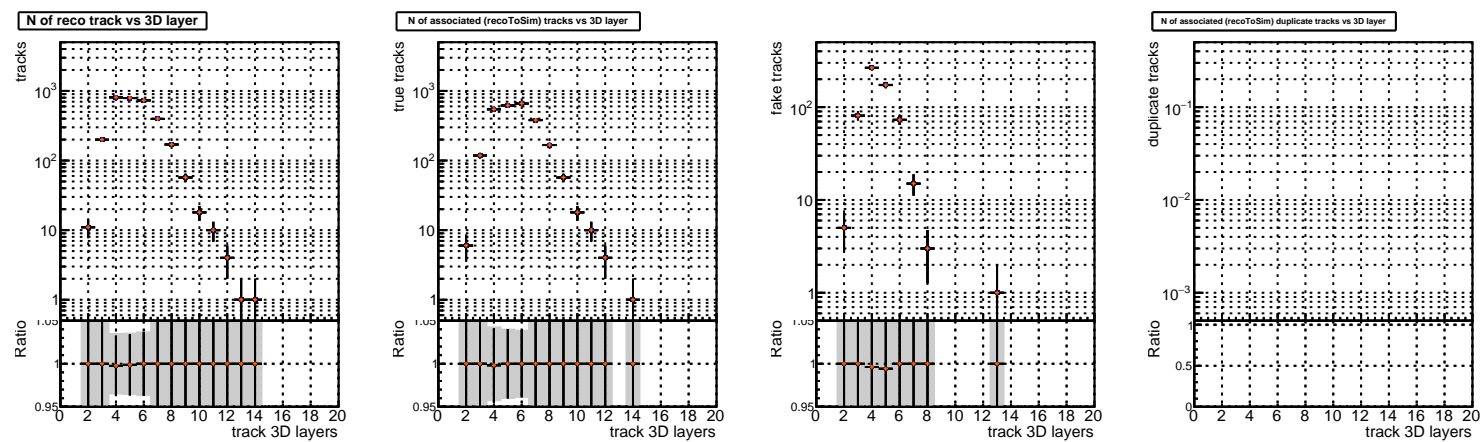 N of reco track vs 3D layer
tracks
10³
10²
10
1
1.05
Ratio
1
0.95
0 2 4 6 8 10 12 14 16 18 20
track 3D layers
N of associated (recoToSim) tracks vs 3D layer
true tracks
10³
10²
10
1
1.05
Ratio
1
0.95
0 2 4 6 8 10 12 14 16 18 20
track 3D layers
fake tracks
10²
10
1
1.05
Ratio
1
0.95
0 2 4 6 8 10 12 14 16 18 20
track 3D layers
N of associated (recoToSim) duplicate tracks vs 3D layer
duplicate tracks
10⁻¹
10⁻²
10⁻³
1
Ratio
0.5
0
0 2 4 6 8 10 12 14 16 18 20
track 3D layers